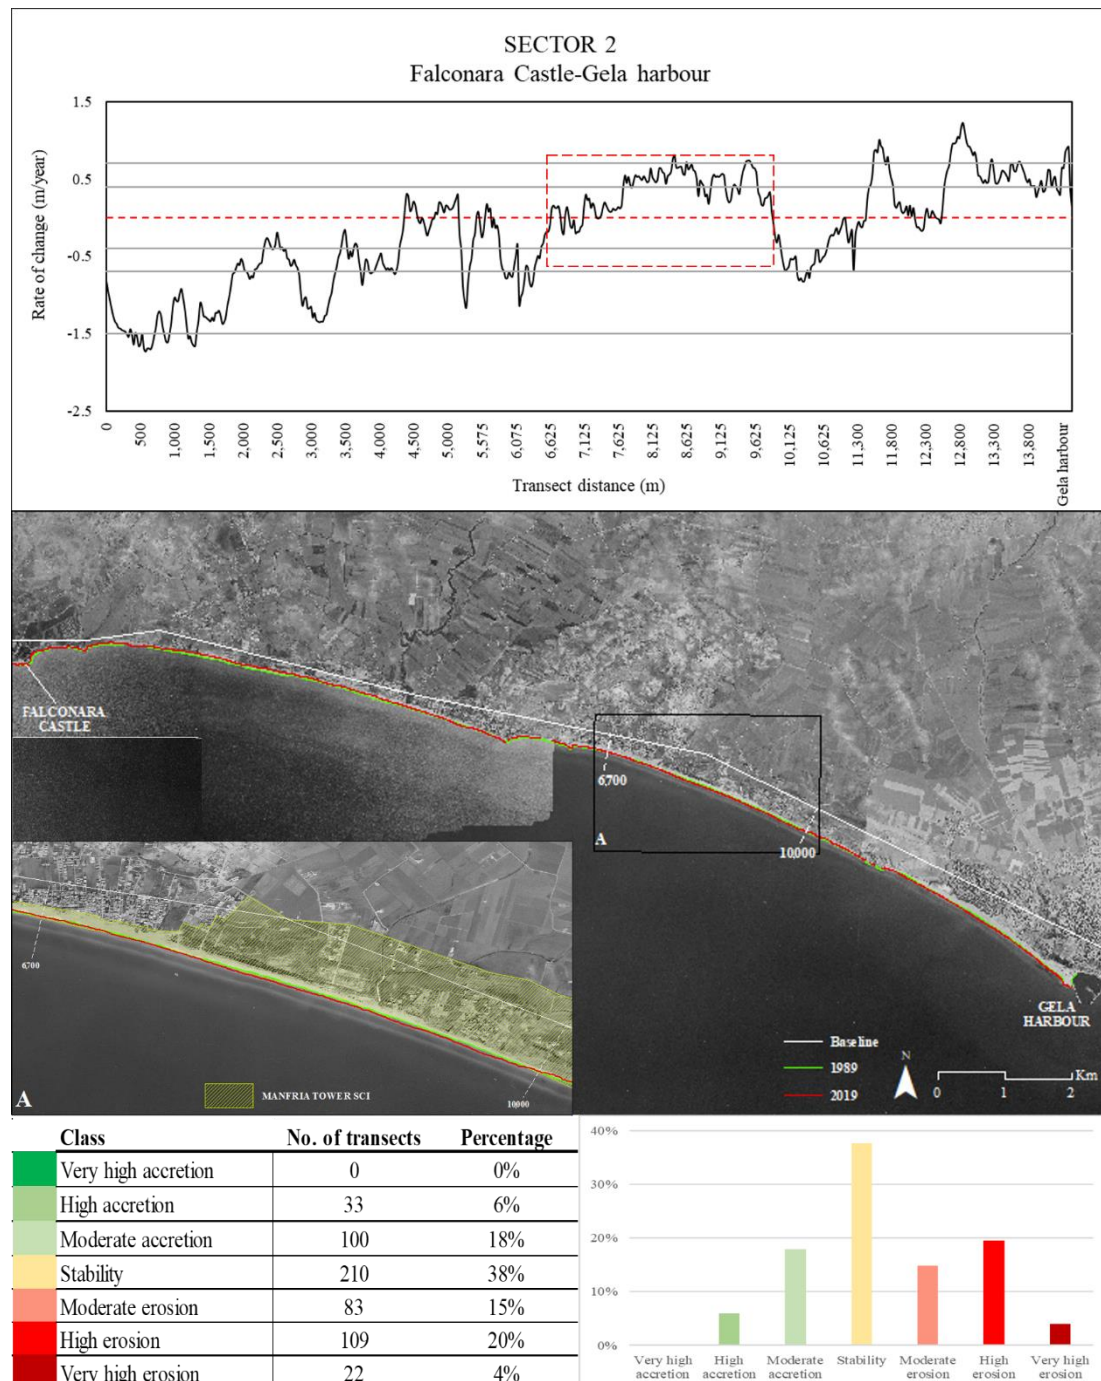 SECTOR 2
Falconara Castle-Gela harbour
Rate of change (m/year)
1.5
0.5
-0.5
-1.5
-2.5
0
500
1,000
1,500
2,000
2,500
3,000
3,500
4,000
4,500
5,000
5,575
6,075
6,625
7,125
7,625
8,125
8,625
9,125
9,625
10,125
10,625
11,300
11,800
12,300
12,800
13,300
13,800
Gela harbour
Transect distance (m)
FALCONARA
CASTLE
6,700
A
10,000
GELA
HARBOUR
Baseline
1989
2019
N
Km
0 1 2
6,700
10,000
A
MANFRIA TOWER SCI
Class No. of transects Percentage
Very high accretion 0 0%
High accretion 33 6%
Moderate accretion 100 18%
Stability 210 38%
Moderate erosion 83 15%
High erosion 109 20%
Very high erosion 22 4%
40%
30%
20%
10%
0%
Very high accretion
High accretion
Moderate accretion
Stability
Moderate erosion
High erosion
Very high erosion